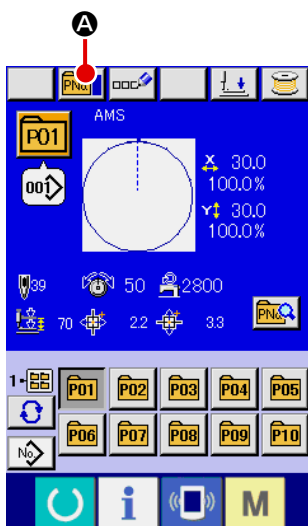 A
PNo.
AMS
P01
001
X 30.0
100.0%
Y 30.0
100.0%
39 50 2800
70 2.2 3.3
PNo.
1-
P01 P02 P03 P04 P05
P06 P07 P08 P09 P10
No.
i M